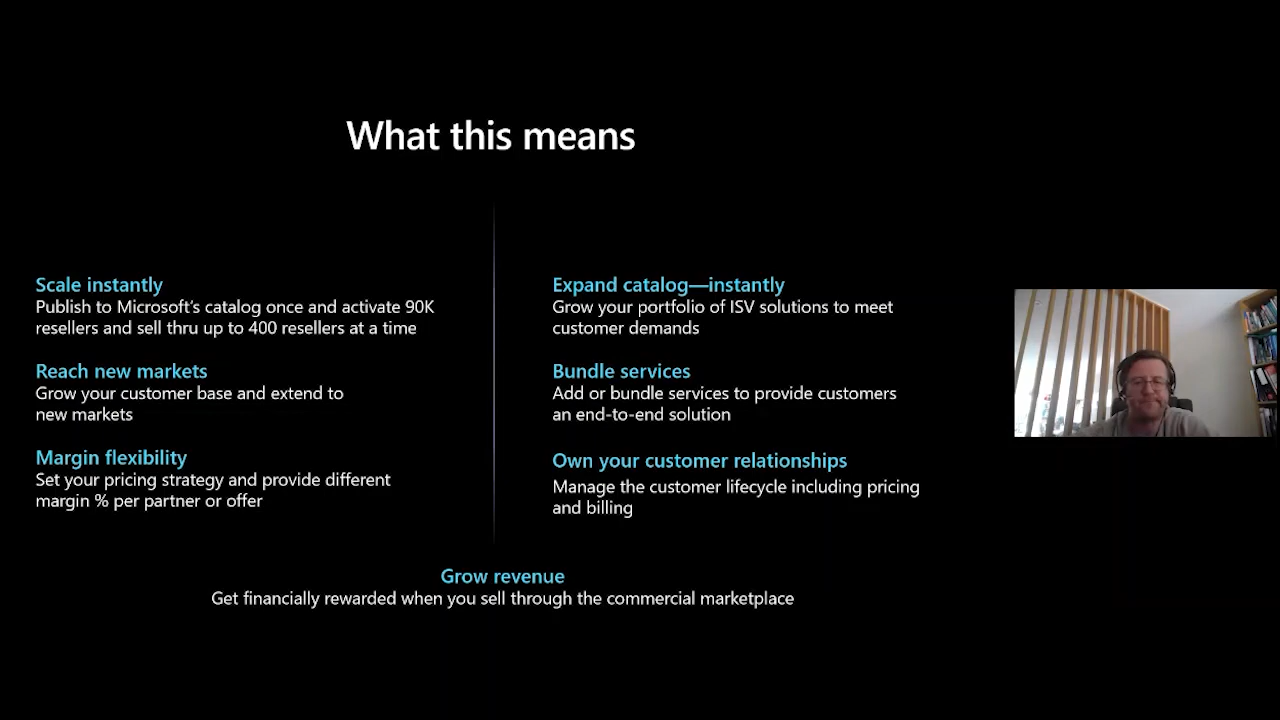 What this means
Scale instantly
Publish to Microsoft's catalog once and activate 90K
resellers and sell thru up to 400 resellers at a time
Reach new markets
Grow your customer base and extend to
new markets
Margin flexibility
Set your pricing strategy and provide different
margin % per partner or offer
Expand catalog—instantly
Grow your portfolio of ISV solutions to meet
customer demands
Bundle services
Add or bundle services to provide customers
an end-to-end solution
Own your customer relationships
Manage the customer lifecycle including pricing
and billing
Grow revenue
Get financially rewarded when you sell through the commercial marketplace